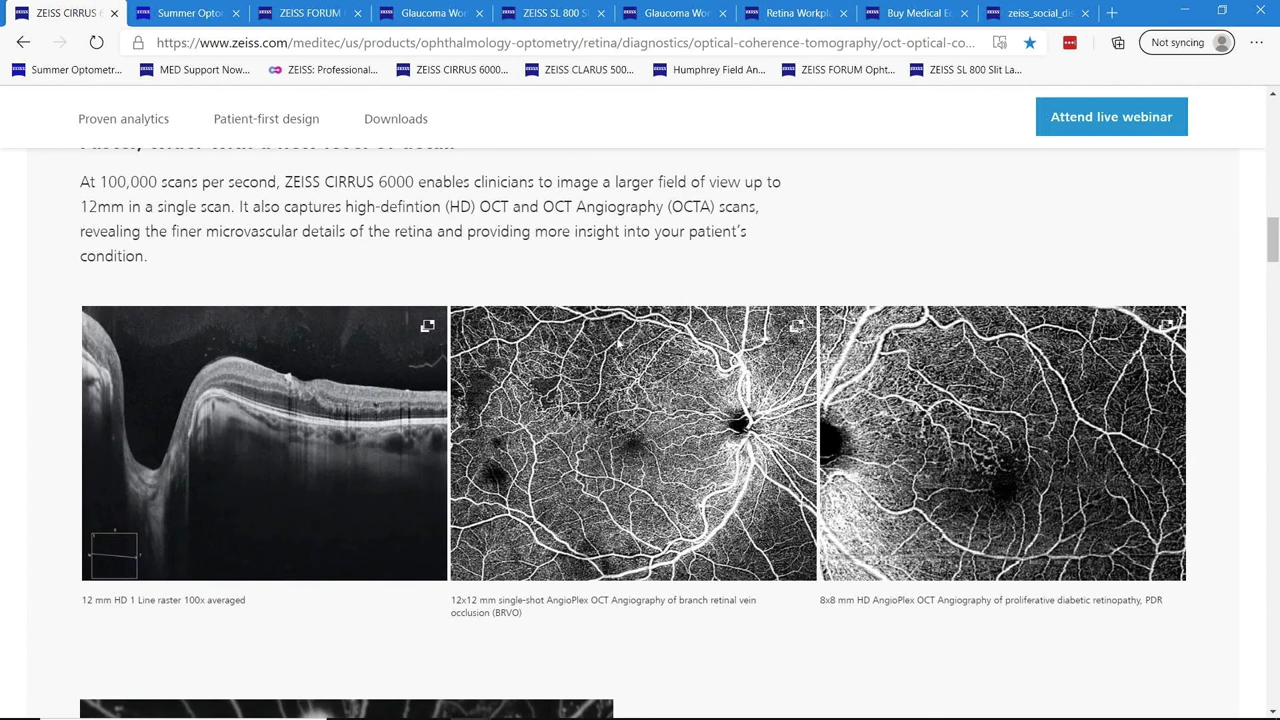 ZEISS CIRRUS 6
Summer Opto
ZEISS FORUM
Glaucoma Wor
ZEISS SL 800 Sl
Glaucoma Wor
Retina Workpla
Buy Medical Ec
zeiss_social_dis
https://www.zeiss.com/meditec/us/products/ophthalmology-optometry/retina/diagnostics/optical-coherence-tomography/oct-optical-co...
Not syncing
Summer Optometr...
MED Support Now...
ZEISS: Professional...
ZEISS CIRRUS 6000...
ZEISS CLARUS 500...
Humphrey Field An...
ZEISS FORUM Opht...
ZEISS SL 800 Slit La...
Proven analytics
Patient-first design
Downloads
Attend live webinar
At 100,000 scans per second, ZEISS CIRRUS 6000 enables clinicians to image a larger field of view up to
12mm in a single scan. It also captures high-defintion (HD) OCT and OCT Angiography (OCTA) scans,
revealing the finer microvascular details of the retina and providing more insight into your patient's
condition.
12 mm HD 1 Line raster 100x averaged
12x12 mm single-shot AngioPlex OCT Angiography of branch retinal vein
occlusion (BRVO)
8x8 mm HD AngioPlex OCT Angiography of proliferative diabetic retinopathy, PDR